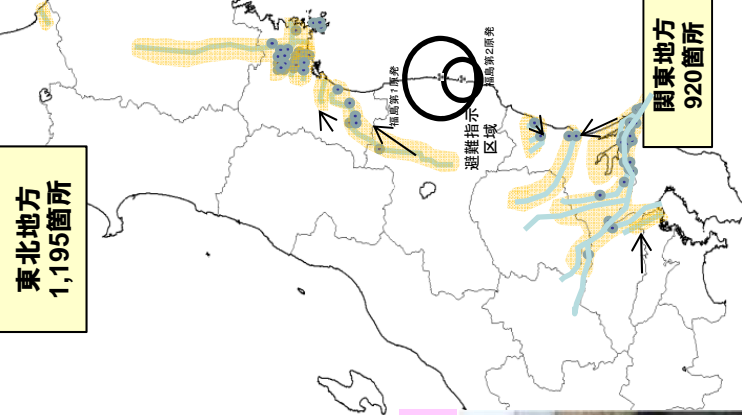 東北地方
1,195箇所
福島第1原発
福島第2原発
避難指示
区域
関東地方
920箇所